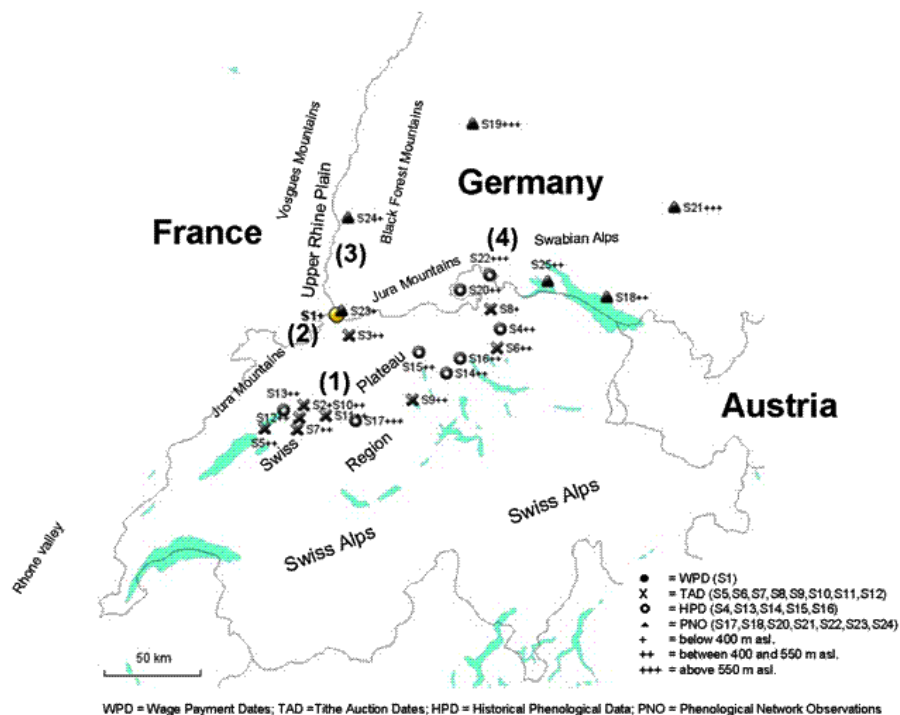 Vosgues Mountains
Upper Rhine Plain
Black Forest Mountains
S19+++
Germany
France
S24+
S21+++
(3)
(4)
Swabian Alps
S22+++
S25++
Jura Mountains
S20++
S18++
S1+
S23+
S8+
(2)
S3++
S4++
S6++
Plateau
S15++
S16++
S14++
Jura Mountains
(1)
S13++
S2+S10++
S9++
Austria
S12++
S11++
S17+++
S5++
S7++
Swiss
Region
Swiss Alps
Swiss Alps
Rhone valley
= WPD (S1)
= TAD (S5,S6,S7,S8,S9,S10,S11,S12)
= HPD (S4,S13,S14,S15,S16)
= PNO (S17,S18,S20,S21,S22,S23,S24)
+ = below 400 m asl.
++ = between 400 and 550 m asl.
+++ = above 550 m asl.
50 km
WPD = Wage Payment Dates; TAD =Tithe Auction Dates; HPD = Historical Phenological Data; PNO = Phenological Network Observations